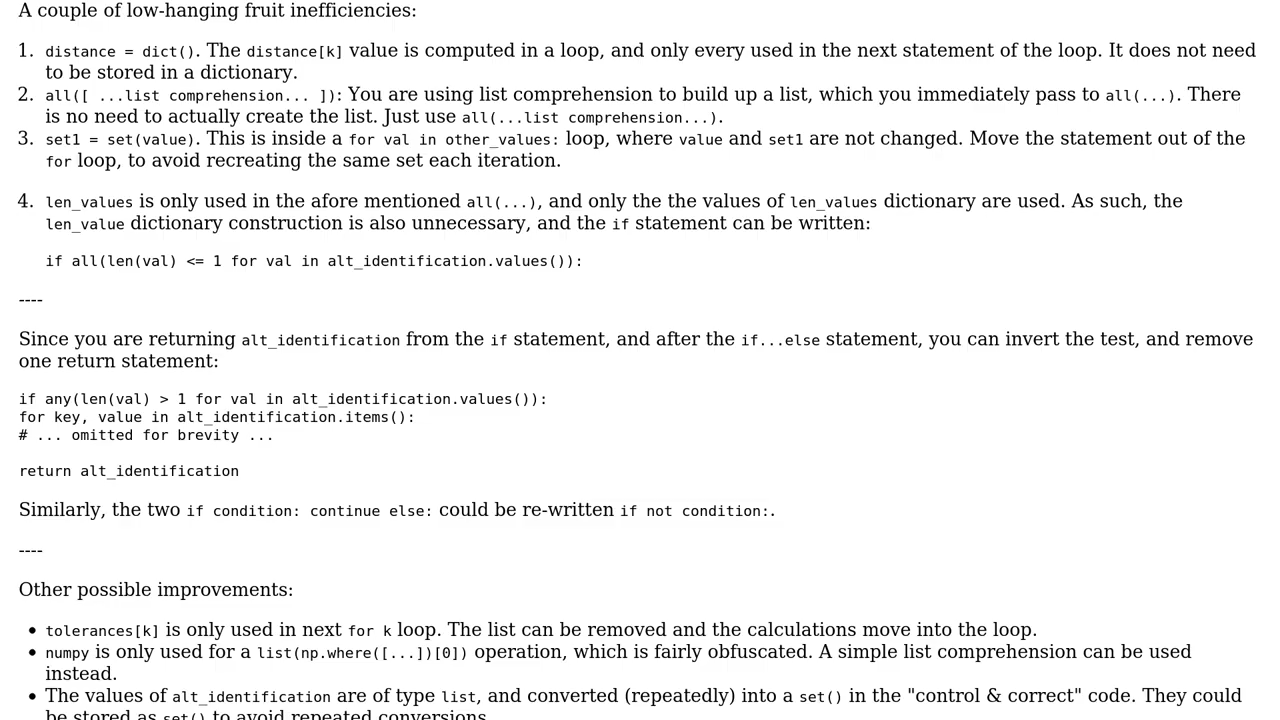 A couple of low-hanging fruit inefficiencies:
1. distance = dict(). The distance[k] value is computed in a loop, and only every used in the next statement of the loop. It does not need
to be stored in a dictionary.
2. all([ ...list comprehension... ]): You are using list comprehension to build up a list, which you immediately pass to all(...). There
is no need to actually create the list. Just use all(...list comprehension...).
3. set1 = set(value). This is inside a for val in other_values: loop, where value and set1 are not changed. Move the statement out of the
for loop, to avoid recreating the same set each iteration.
4. len_values is only used in the afore mentioned all(...), and only the the values of len_values dictionary are used. As such, the
len_value dictionary construction is also unnecessary, and the if statement can be written:
if all(len(val) <= 1 for val in alt_identification.values()):
----
Since you are returning alt_identification from the if statement, and after the if...else statement, you can invert the test, and remove
one return statement:
if any(len(val) > 1 for val in alt_identification.values()):
for key, value in alt_identification.items():
# ... omitted for brevity ...
return alt_identification
Similarly, the two if condition: continue else: could be re-written if not condition:.
----
Other possible improvements:
• tolerances[k] is only used in next for k loop. The list can be removed and the calculations move into the loop.
• numpy is only used for a list(np.where([...])[0]) operation, which is fairly obfuscated. A simple list comprehension can be used
instead.
• The values of alt_identification are of type list, and converted (repeatedly) into a set() in the "control & correct" code. They could
be stored as set() to avoid repeated conversions.